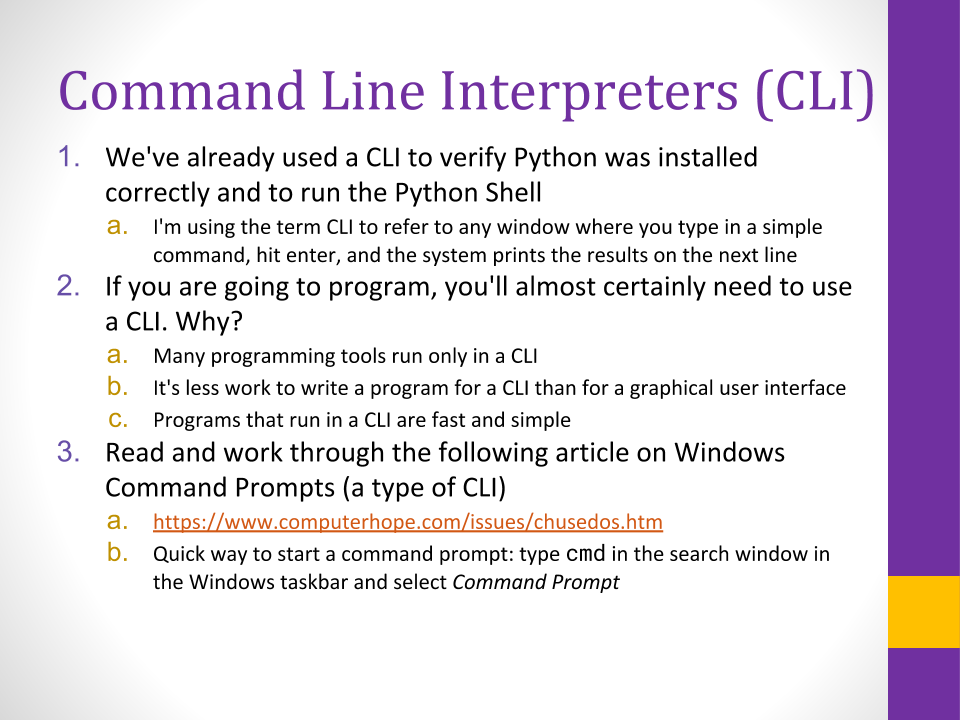 Command Line Interpreters (CLI)
1. We've already used a CLI to verify Python was installed
correctly and to run the Python Shell
a. I'm using the term CLI to refer to any window where you type in a simple
command, hit enter, and the system prints the results on the next line
2. If you are going to program, you'll almost certainly need to use
a CLI. Why?
a. Many programming tools run only in a CLI
b. It's less work to write a program for a CLI than for a graphical user interface
c. Programs that run in a CLI are fast and simple
3. Read and work through the following article on Windows
Command Prompts (a type of CLI)
a. https://www.computerhope.com/issues/chusedos.htm
b. Quick way to start a command prompt: type cmd in the search window in
the Windows taskbar and select Command Prompt